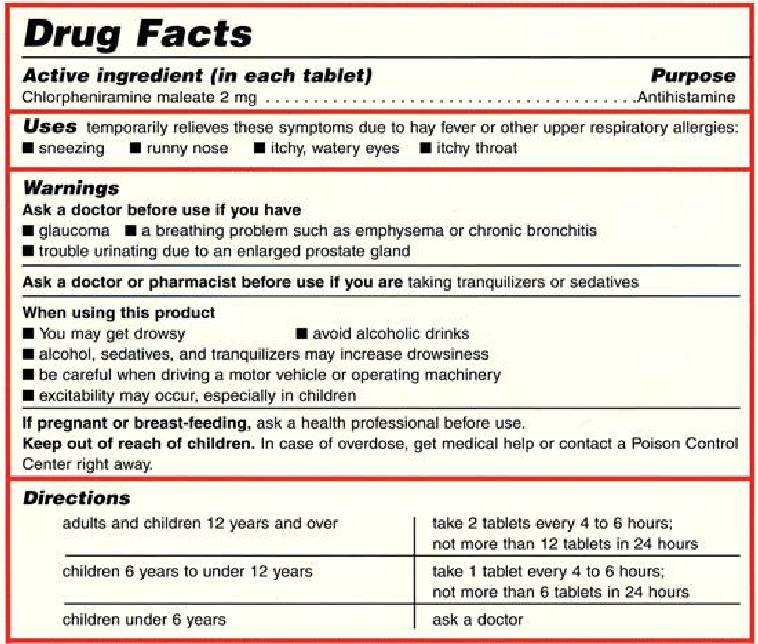 Drug Facts
Active ingredient (in each tablet) Purpose
Chlorpheniramine maleate 2 mg . . . . . . . . . . . . . . . . . . . . . . . . . . . . . . . . . . . . . . .Antihistamine
Uses temporarily relieves these symptoms due to hay fever or other upper respiratory allergies:
■ sneezing ■ runny nose ■ itchy, watery eyes ■ itchy throat
Warnings
Ask a doctor before use if you have
■ glaucoma ■ a breathing problem such as emphysema or chronic bronchitis
■ trouble urinating due to an enlarged prostate gland
Ask a doctor or pharmacist before use if you are taking tranquilizers or sedatives
When using this product
■ You may get drowsy ■ avoid alcoholic drinks
■ alcohol, sedatives, and tranquilizers may increase drowsiness
■ be careful when driving a motor vehicle or operating machinery
■ excitability may occur, especially in children
If pregnant or breast-feeding, ask a health professional before use.
Keep out of reach of children. In case of overdose, get medical help or contact a Poison Control
Center right away.
Directions
adults and children 12 years and over take 2 tablets every 4 to 6 hours;
not more than 12 tablets in 24 hours
children 6 years to under 12 years take 1 tablet every 4 to 6 hours;
not more than 6 tablets in 24 hours
children under 6 years ask a doctor